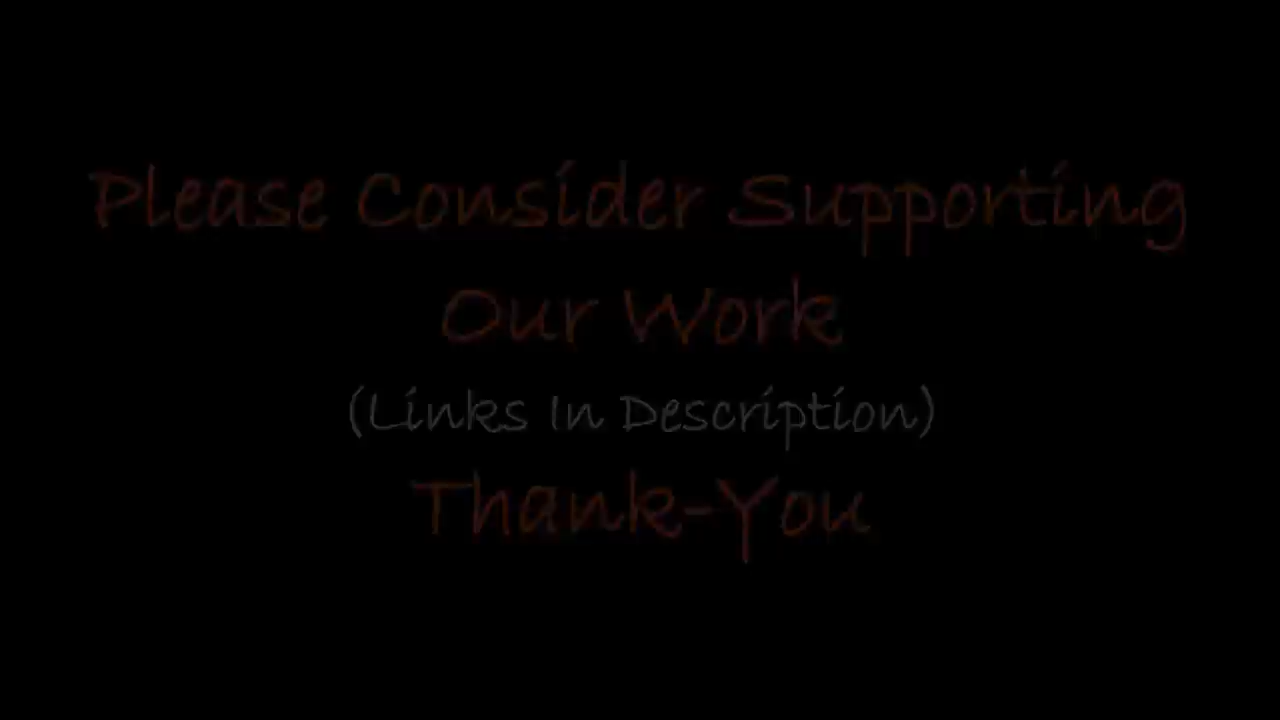 Please Consider Supporting
Our Work
(Links In Description)
Thank-You